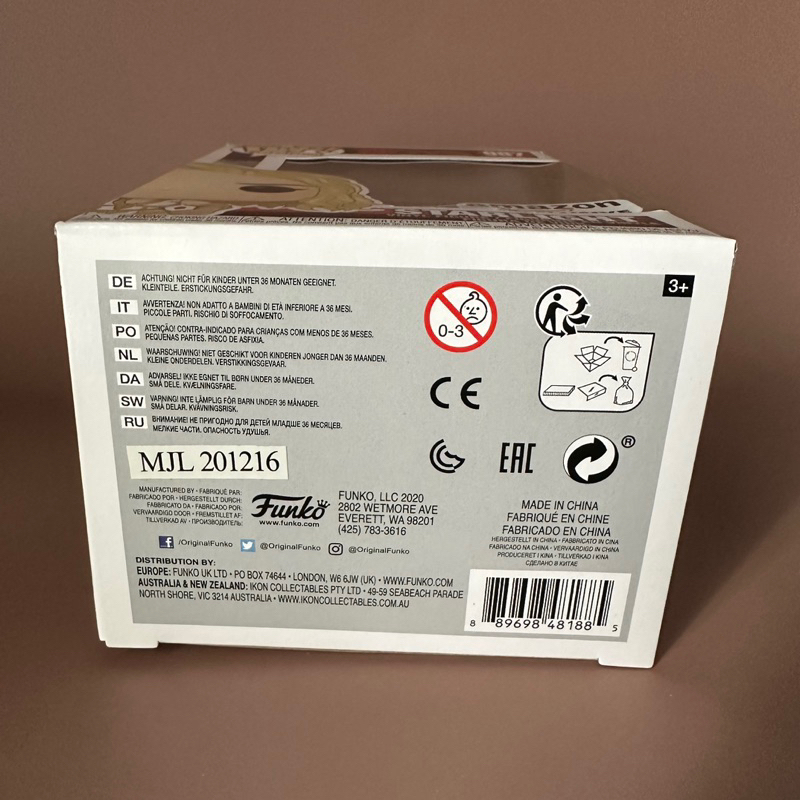 887
amazon
DE ACHTUNG! NICHT FÜR KINDER UNTER 36 MONATEN GEEIGNET.
KLEINTEILE. ERSTICKUNGSGEFAHR.
IT AVVERTENZA! NON ADATTO A BAMBINI DI ETÀ INFERIORE A 36 MESI.
PICCOLE PARTI. RISCHIO DI SOFFOCAMENTO.
PO ATENÇÃO! CONTRA-INDICADO PARA CRIANÇAS COM MENOS DE 36 MESES.
PEQUENAS PARTES. RISCO DE ASFIXIA.
NL WAARSCHUWING! NIET GESCHIKT VOOR KINDEREN JONGER DAN 36 MAANDEN.
KLEINE ONDERDELEN. VERSTIKKINGSGEVAAR.
DA ADVARSEL! IKKE EGNET TIL BØRN UNDER 36 MÅNEDER.
SMÅ DELE. KVÆLNINGSFARE.
SW VARNING! INTE LÄMPLIG FÖR BARN UNDER 36 MÅNADER.
SMÅ DELAR. KVÄVNINGSRISK.
RU ВНИМАНИЕ! НЕ ПРИГОДНО ДЛЯ ДЕТЕЙ МЛАДШЕ 36 МЕСЯЦЕВ.
МЕЛКИЕ ЧАСТИ. ОПАСНОСТЬ УДУШЬЯ.
3+
0-3
CE
EAC
®
MJL 201216
MANUFACTURED BY • FABRIQUÉ PAR:
FABRICADO POR • HERGESTELLT DURCH:
FABBRICATO DA • FABRICADO POR:
VERVAARDIGD DOOR • FREMSTILLET AF:
TILLVERKAD AV • ПРОИЗВОДИТЕЛЬ:
Funko
www.funko.com
FUNKO, LLC 2020
2802 WETMORE AVE
EVERETT, WA 98201
(425) 783-3616
MADE IN CHINA
FABRIQUÉ EN CHINE
FABRICADO EN CHINA
HERGESTELLT IN CHINA • FABBRICATO IN CINA
FABRICADO NA CHINA • VERVAARDIGD IN CHINA
PRODUCERET I KINA • TILLVERKAD I KINA
СДЕЛАНО В КИТАЕ
f /OriginalFunko @OriginalFunko @OriginalFunko
DISTRIBUTION BY:
EUROPE: FUNKO UK LTD • PO BOX 74644 • LONDON, W6 6JW (UK) • WWW.FUNKO.COM
AUSTRALIA & NEW ZEALAND: IKON COLLECTABLES PTY LTD • 49-59 SEABEACH PARADE
NORTH SHORE, VIC 3214 AUSTRALIA • WWW.IKONCOLLECTABLES.COM.AU
8 89698 48188 5